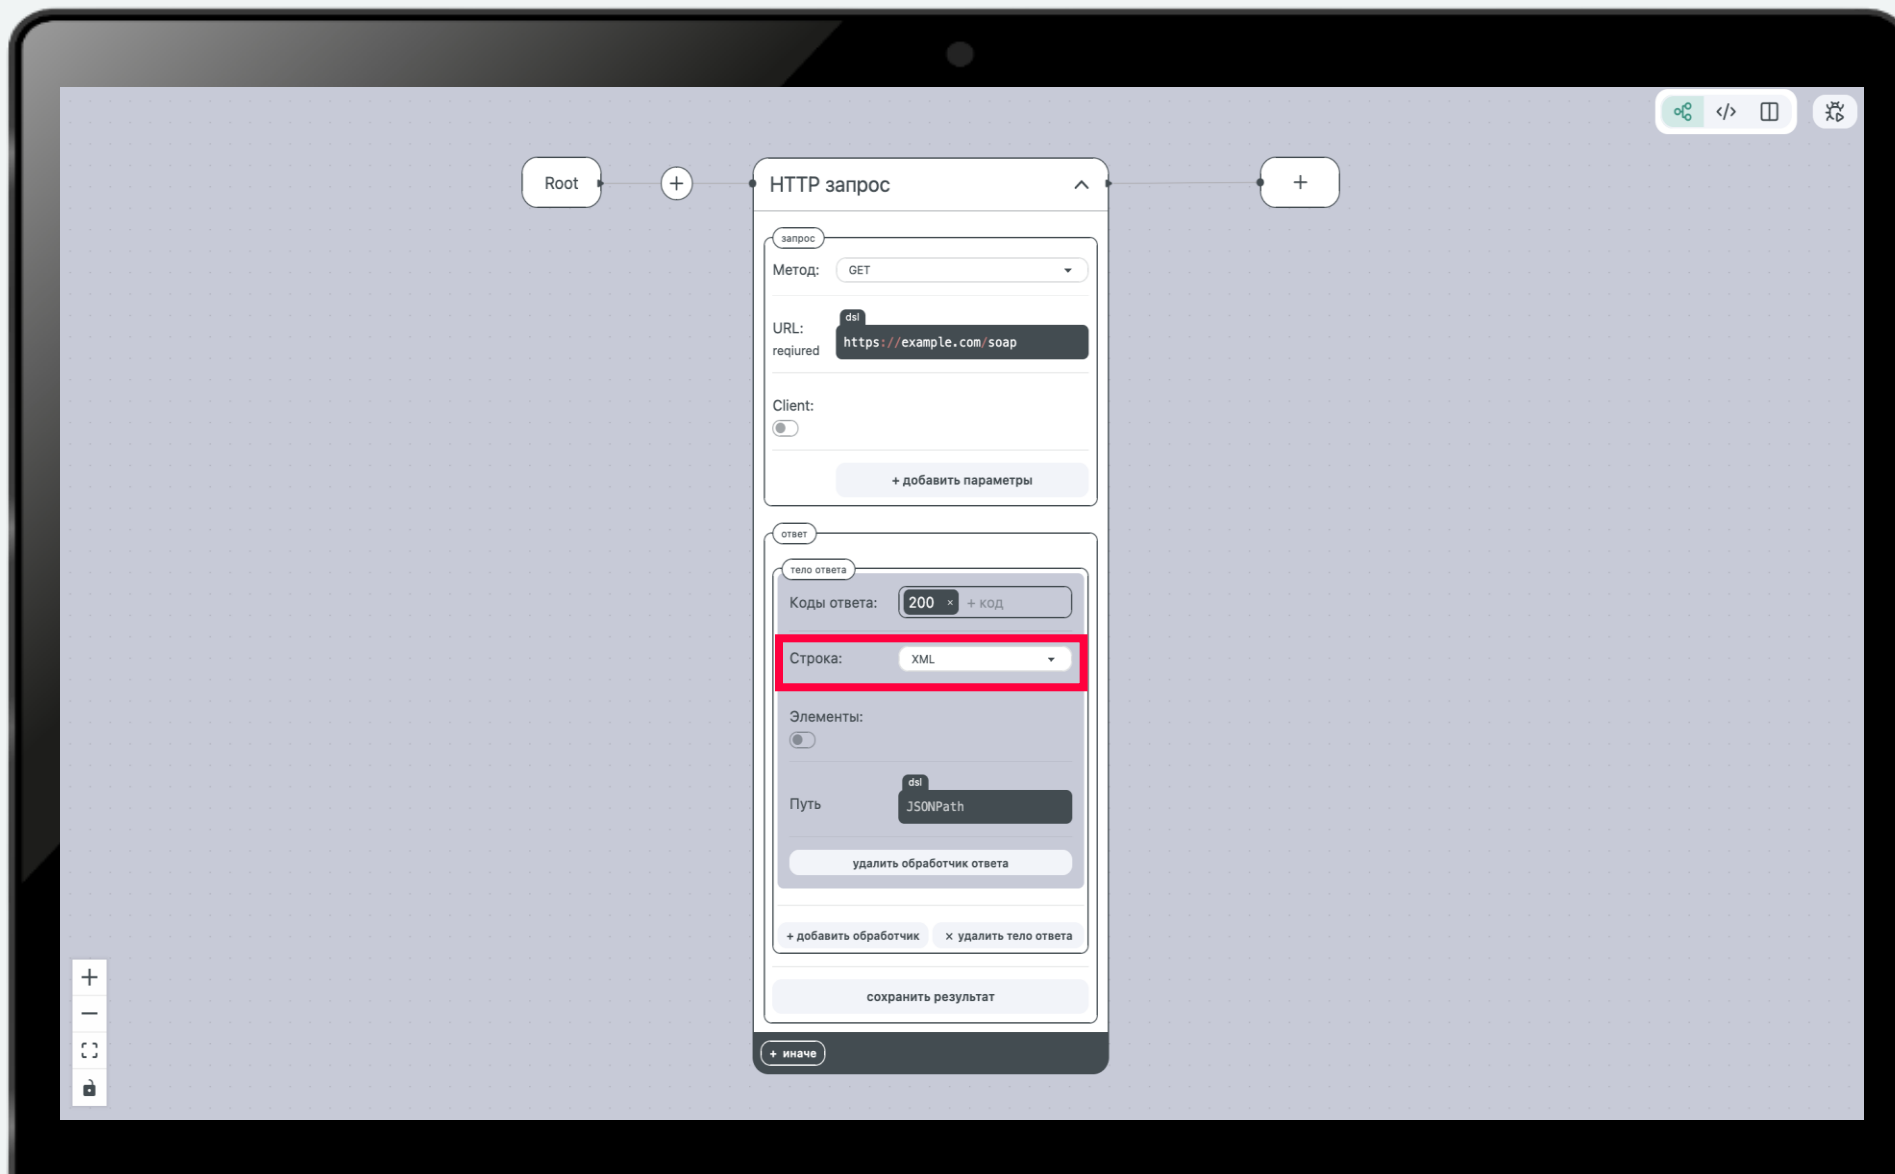 Root
+
HTTP запрос
+
</>
запрос
Метод:
GET
dsl
URL:
reqiured
https://example.com/soap
Client:
+ добавить параметры
ответ
тело ответа
Коды ответа:
200 ×
+ код
Строка:
XML
Элементы:
dsl
Путь
JSONPath
удалить обработчик ответа
+ добавить обработчик
× удалить тело ответа
сохранить результат
+ иначе